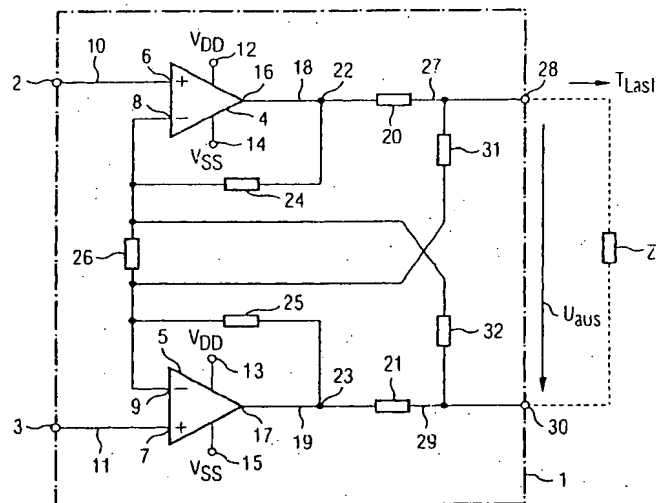 10 6 V_DD 12 16 18 22 27 28 T_Last
2 + 4 20
8 − 14 31
V_SS
24
26 Z
25 U_aus
5 V_DD 13 32
9 − 23 21
3 + 17 19 29 30
11 7 V_SS 15 1